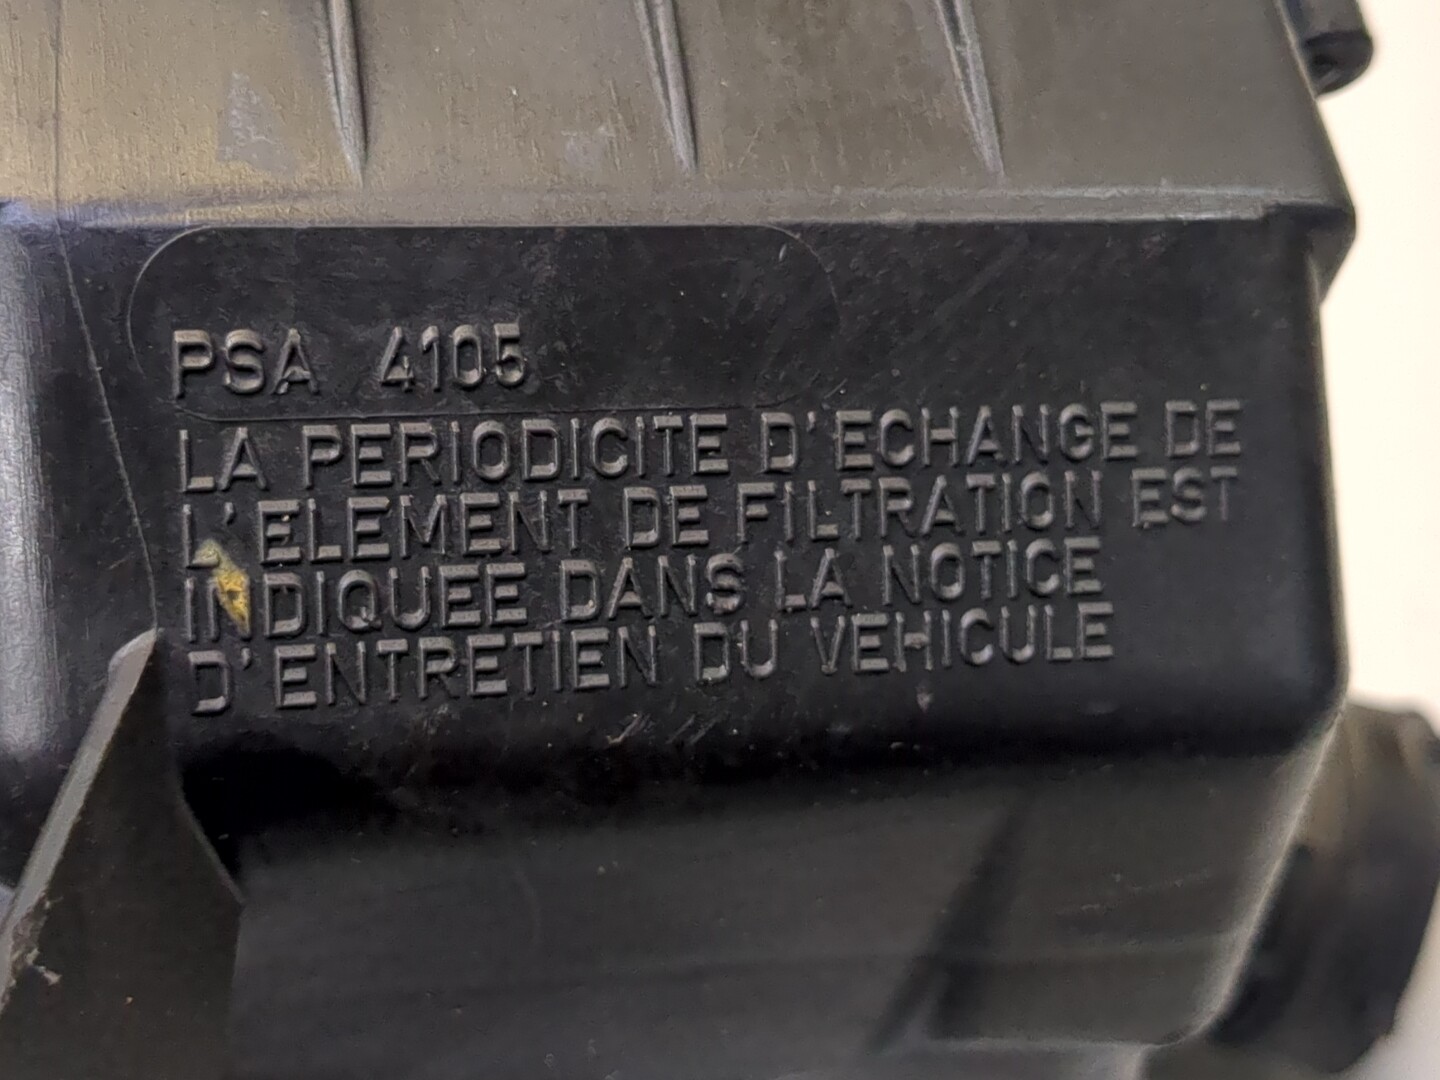 PSA 4105
LA PERIODICITE D'ECHANGE DE
L'ELEMENT DE FILTRATION EST
INDIQUEE DANS LA NOTICE
D'ENTRETIEN DU VEHICULE